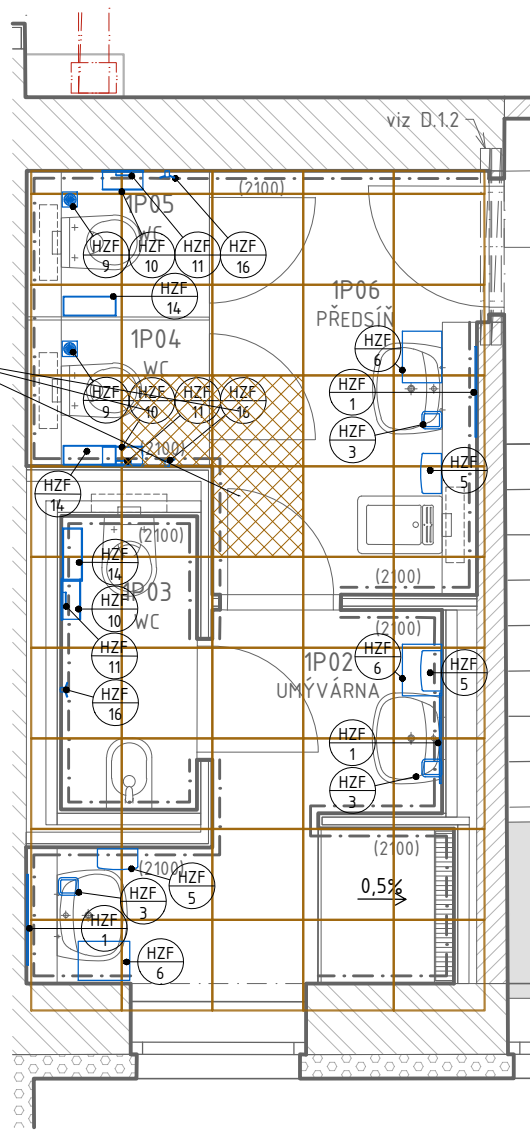 viz D.1.2
(2100)
1P05
WC
HZF
9
HZF
10
HZF
11
HZF
16
HZF
14
1P06
PŘEDSÍŇ
1P04
WC
HZF
6
HZF
1
HZF
3
HZF
9
HZF
10
HZF
11
HZF
16
(2100)
HZF
5
HZF
14
(2100)
HZF
14
(2100)
1P03
WC
HZF
10
HZF
11
HZF
16
(2100)
HZF
6
1P02
UMÝVÁRNA
HZF
5
HZF
1
HZF
3
(2100)
(2100)
HZF
5
HZF
3
HZF
1
0,5%
HZF
6